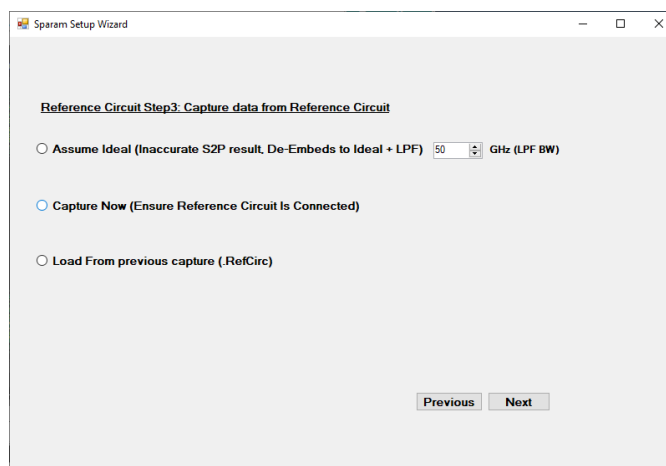 Sparam Setup Wizard
Reference Circuit Step3: Capture data from Reference Circuit
Assume Ideal (Inaccurate S2P result, De-Embeds to Ideal + LPF) 50 GHz (LPF BW)
Capture Now (Ensure Reference Circuit Is Connected)
Load From previous capture (.RefCirc)
Previous Next